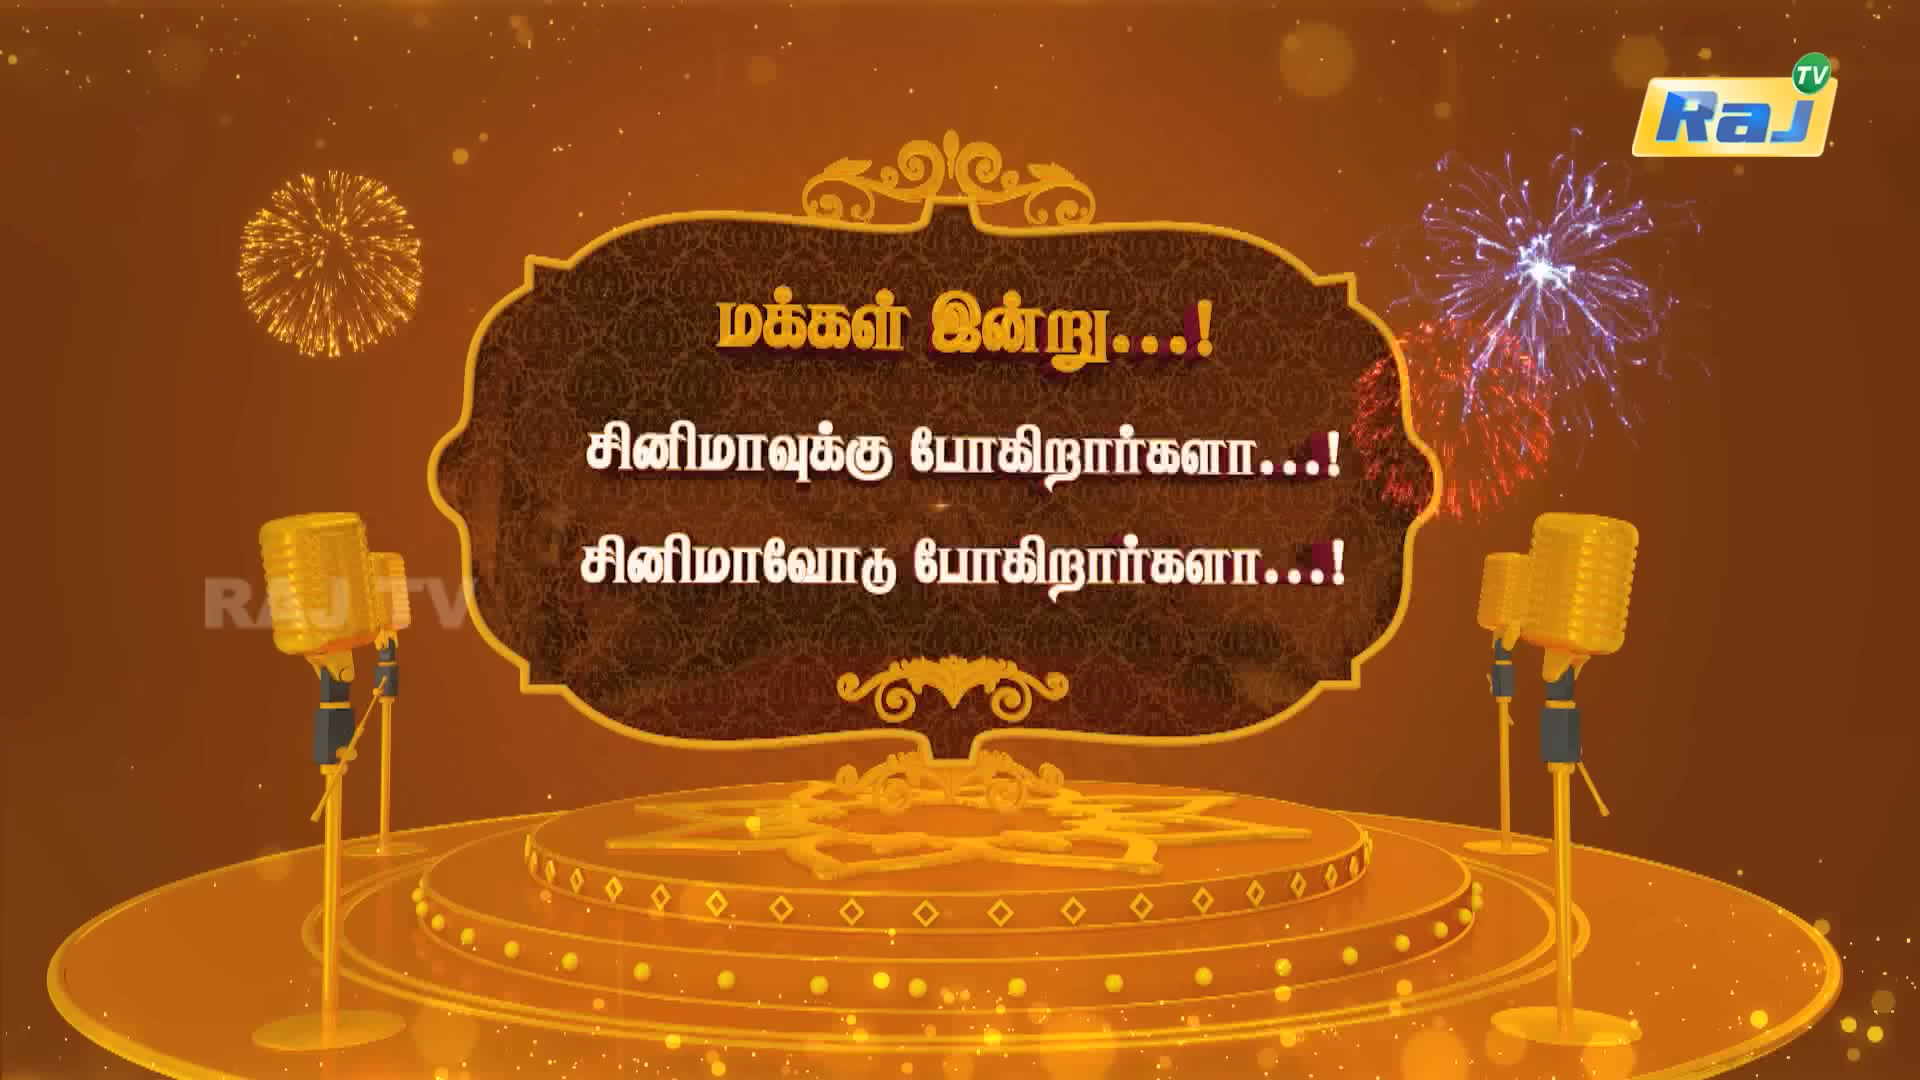 TV
Raj
மக்கள் இன்று...!
சினிமாவுக்கு போகிறார்களா...!
சினிமாவோடு போகிறார்களா...!
RAJ TV